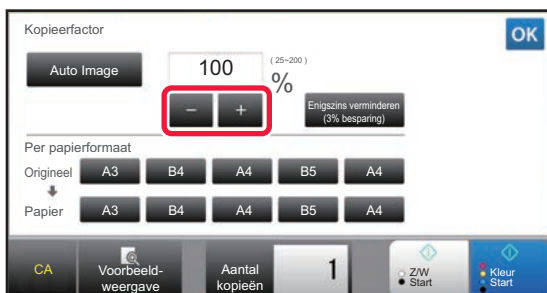 Kopieerfactor
OK
Auto Image
100
(25~200)
%
−
+
Enigszins verminderen
(3% besparing)
Per papierformaat
Origineel A3 B4 A4 B5 A4
Papier A3 B4 A4 B5 A4
CA
Voorbeeld-
weergave
Aantal
kopieën
1
Z/W
Start
Kleur
Start